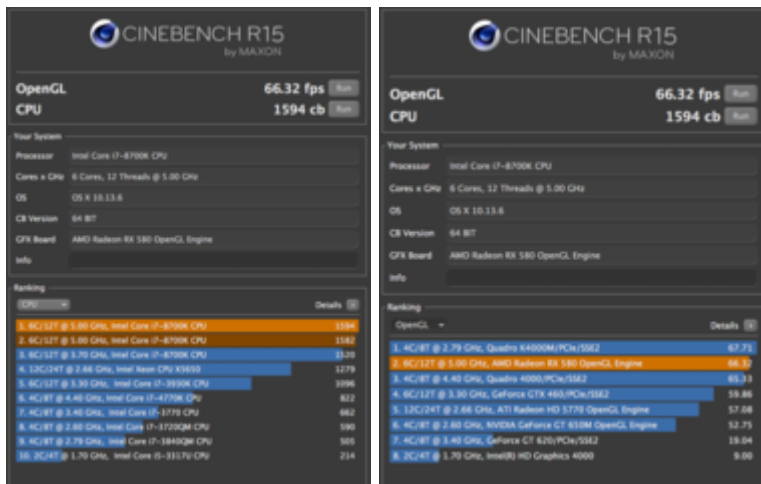 CINEBENCH R15
by MAXON
OpenGL 66.32 fps Run
CPU 1594 cb Run
Your System
Processor Intel Core i7-8700K CPU
Cores x GHz 6 Cores, 12 Threads @ 5.00 GHz
OS OS X 10.13.6
CB Version 64 BIT
GFX Board AMD Radeon RX 580 OpenGL Engine
Info
Ranking
CPU Details
1. 6C/12T @ 5.00 GHz, Intel Core i7-8700K CPU 1594
2. 6C/12T @ 5.00 GHz, Intel Core i7-8700K CPU 1582
3. 6C/12T @ 3.70 GHz, Intel Core i7-8700K CPU 1520
4. 12C/24T @ 2.66 GHz, Intel Xeon CPU X5650 1279
5. 6C/12T @ 3.30 GHz, Intel Core i7-3930K CPU 1096
6. 4C/8T @ 4.40 GHz, Intel Core i7-4770K CPU 822
7. 4C/8T @ 3.40 GHz, Intel Core i7-3770 CPU 662
8. 4C/8T @ 2.60 GHz, Intel Core i7-3720QM CPU 590
9. 4C/8T @ 2.79 GHz, Intel Core i7-3840QM CPU 505
10. 2C/4T @ 1.70 GHz, Intel Core i5-3317U CPU 214
CINEBENCH R15
by MAXON
OpenGL 66.32 fps Run
CPU 1594 cb Run
Your System
Processor Intel Core i7-8700K CPU
Cores x GHz 6 Cores, 12 Threads @ 5.00 GHz
OS OS X 10.13.6
CB Version 64 BIT
GFX Board AMD Radeon RX 580 OpenGL Engine
Info
Ranking
OpenGL Details
1. 4C/8T @ 2.79 GHz, Quadro K4000M/PCIe/SSE2 67.71
2. 6C/12T @ 5.00 GHz, AMD Radeon RX 580 OpenGL Engine 66.32
3. 4C/8T @ 4.40 GHz, Quadro 4000/PCIe/SSE2 65.33
4. 6C/12T @ 3.30 GHz, GeForce GTX 460/PCIe/SSE2 59.86
5. 12C/24T @ 2.66 GHz, ATI Radeon HD 5770 OpenGL Engine 57.08
6. 4C/8T @ 2.60 GHz, NVIDIA GeForce GT 650M OpenGL Engine 52.75
7. 4C/8T @ 3.40 GHz, GeForce GT 620/PCIe/SSE2 19.04
8. 2C/4T @ 1.70 GHz, Intel(R) HD Graphics 4000 9.00